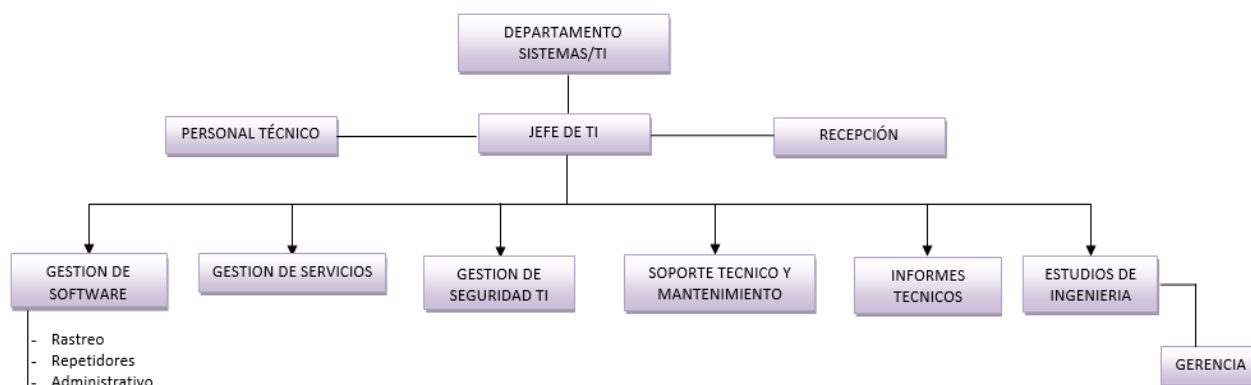 DEPARTAMENTO
SISTEMAS/TI
PERSONAL TÉCNICO
JEFE DE TI
RECEPCIÓN
GESTION DE
SOFTWARE
GESTION DE SERVICIOS
GESTION DE
SEGURIDAD TI
SOPORTE TECNICO Y
MANTENIMIENTO
INFORMES
TECNICOS
ESTUDIOS DE
INGENIERIA
- Rastreo
- Repetidores
- Administrativo
GERENCIA